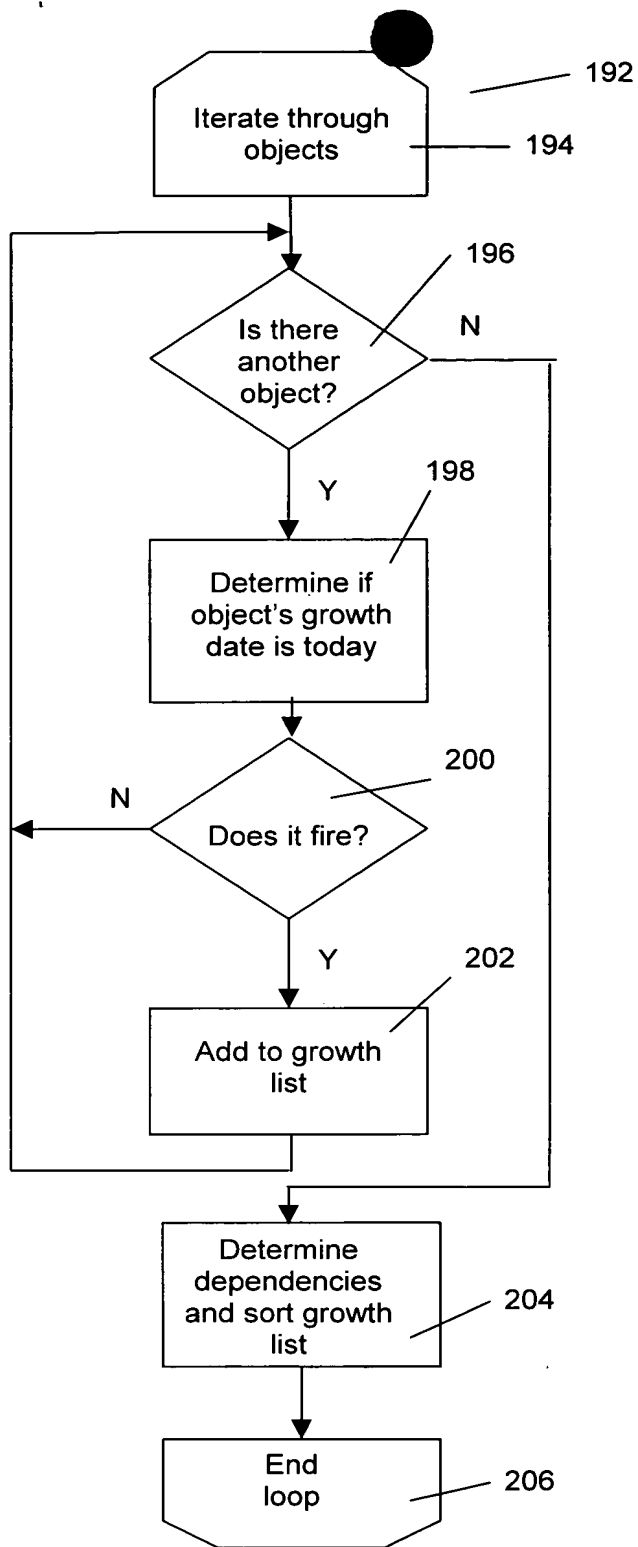 192
Iterate through
objects
194
196
Is there
another
object?
N
Y
198
Determine if
object's growth
date is today
200
N
Does it fire?
Y
202
Add to growth
list
Determine
dependencies
and sort growth
list
204
End
loop
206